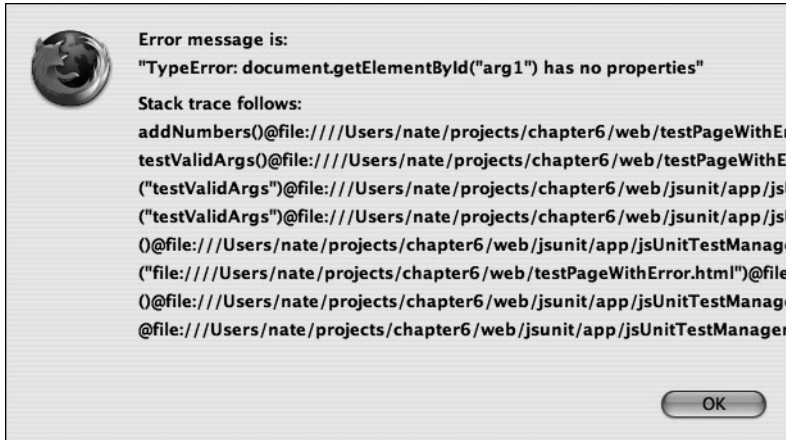 Error message is:
"TypeError: document.getElementById("arg1") has no properties"
Stack trace follows:
addNumbers()@file:////Users/nate/projects/chapter6/web/testPageWithEr
testValidArgs()@file:////Users/nate/projects/chapter6/web/testPageWithE
("testValidArgs")@file:///Users/nate/projects/chapter6/web/jsunit/app/jsU
("testValidArgs")@file:///Users/nate/projects/chapter6/web/jsunit/app/jsU
()@file:///Users/nate/projects/chapter6/web/jsunit/app/jsUnitTestManage
("file:////Users/nate/projects/chapter6/web/testPageWithError.html")@file
()@file:///Users/nate/projects/chapter6/web/jsunit/app/jsUnitTestManage
@file:///Users/nate/projects/chapter6/web/jsunit/app/jsUnitTestManager
OK